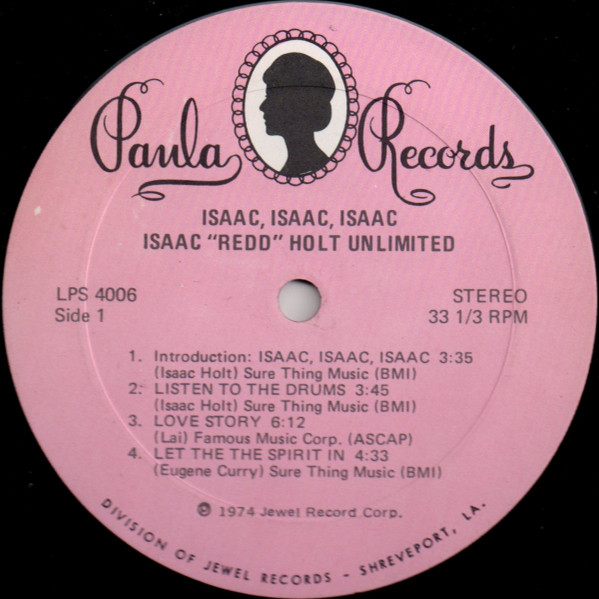 Paula Records
ISAAC, ISAAC, ISAAC
ISAAC "REDD" HOLT UNLIMITED
LPS 4006
Side 1
STEREO
33 1/3 RPM
1. Introduction: ISAAC, ISAAC, ISAAC 3:35
(Isaac Holt) Sure Thing Music (BMI)
2. LISTEN TO THE DRUMS 3:45
(Isaac Holt) Sure Thing Music (BMI)
3. LOVE STORY 6:12
(Lai) Famous Music Corp. (ASCAP)
4. LET THE THE SPIRIT IN 4:33
(Eugene Curry) Sure Thing Music (BMI)
℗ 1974 Jewel Record Corp.
DIVISION OF JEWEL RECORDS - SHREVEPORT, LA.